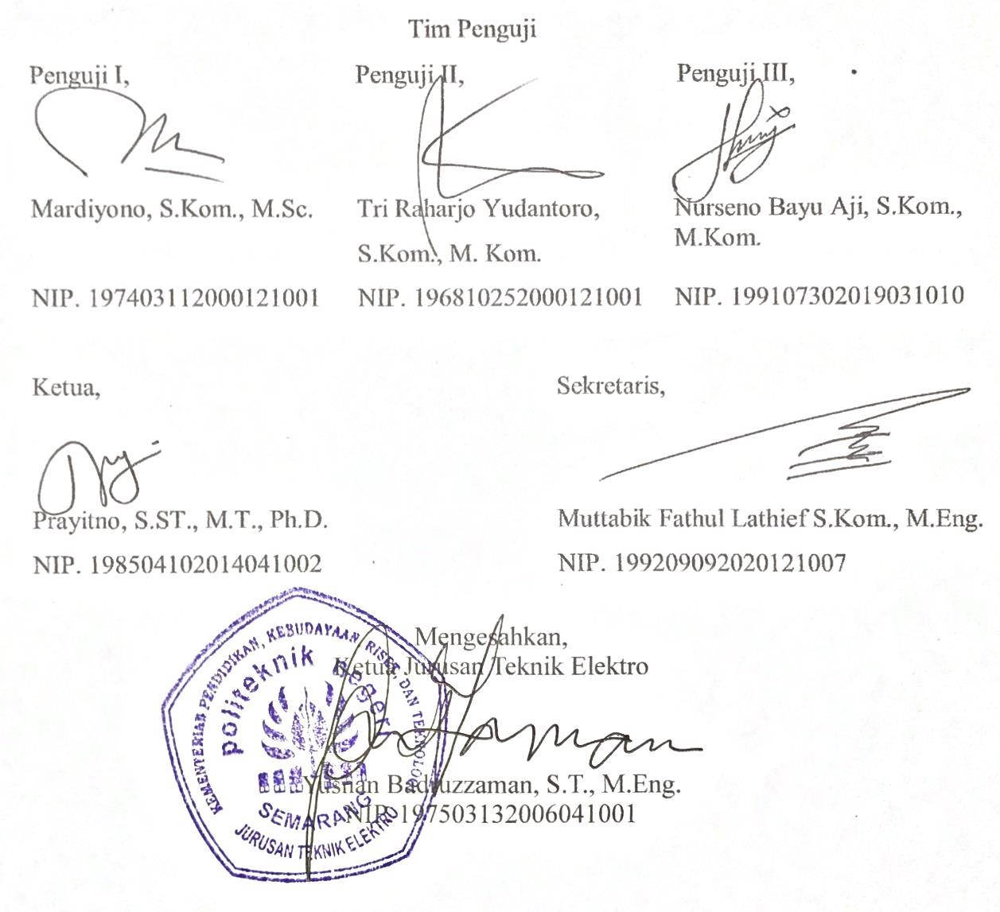 Tim Penguji
Penguji I,
Penguji II,
Penguji III,
Mardiyono, S.Kom., M.Sc.
Tri Raharjo Yudantoro,
S.Kom., M. Kom.
Nurseno Bayu Aji, S.Kom.,
M.Kom.
NIP. 197403112000121001
NIP. 196810252000121001
NIP. 199107302019031010
Ketua,
Sekretaris,
Prayitno, S.ST., M.T., Ph.D.
Muttabik Fathul Lathief S.Kom., M.Eng.
NIP. 198504102014041002
NIP. 199209092020121007
Mengesahkan,
Ketua Jurusan Teknik Elektro
Yusnan Badruzzaman, S.T., M.Eng.
NIP. 197503132006041001
KEMENTERIAN PENDIDIKAN, KEBUDAYAAN RISET, DAN TEKNOLOGI
politeknik negeri
SEMARANG
JURUSAN TEKNIK ELEKTRO